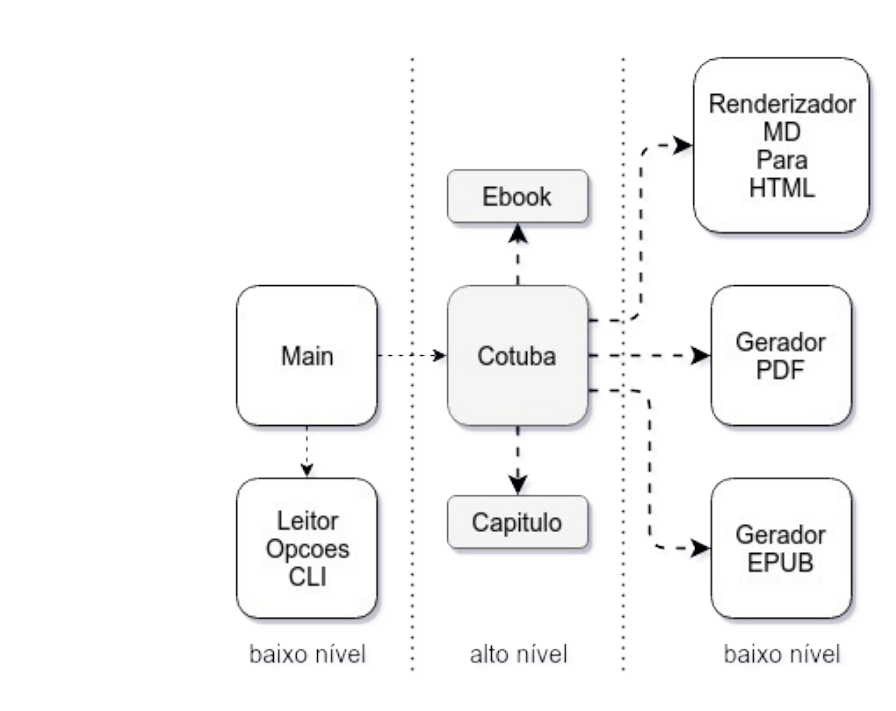 Renderizador
MD
Para
HTML
Ebook
Main
Cotuba
Gerador
PDF
Leitor
Opcoes
CLI
Capitulo
Gerador
EPUB
baixo nível
alto nível
baixo nível